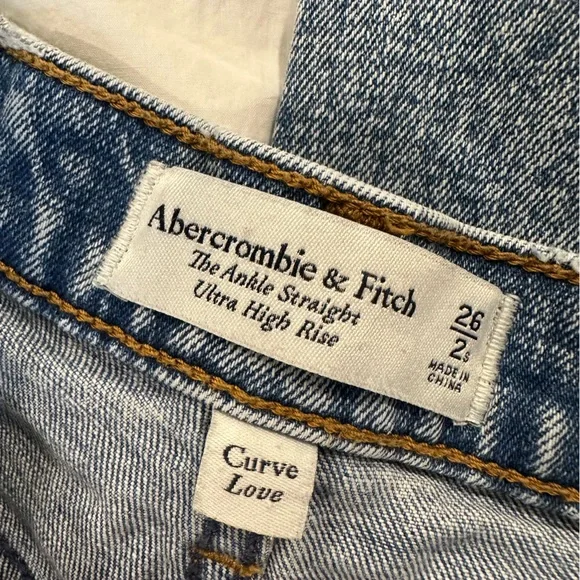 Abercrombie & Fitch
The Ankle Straight
Ultra High Rise
26
2s
MADE IN
CHINA
Curve
Love